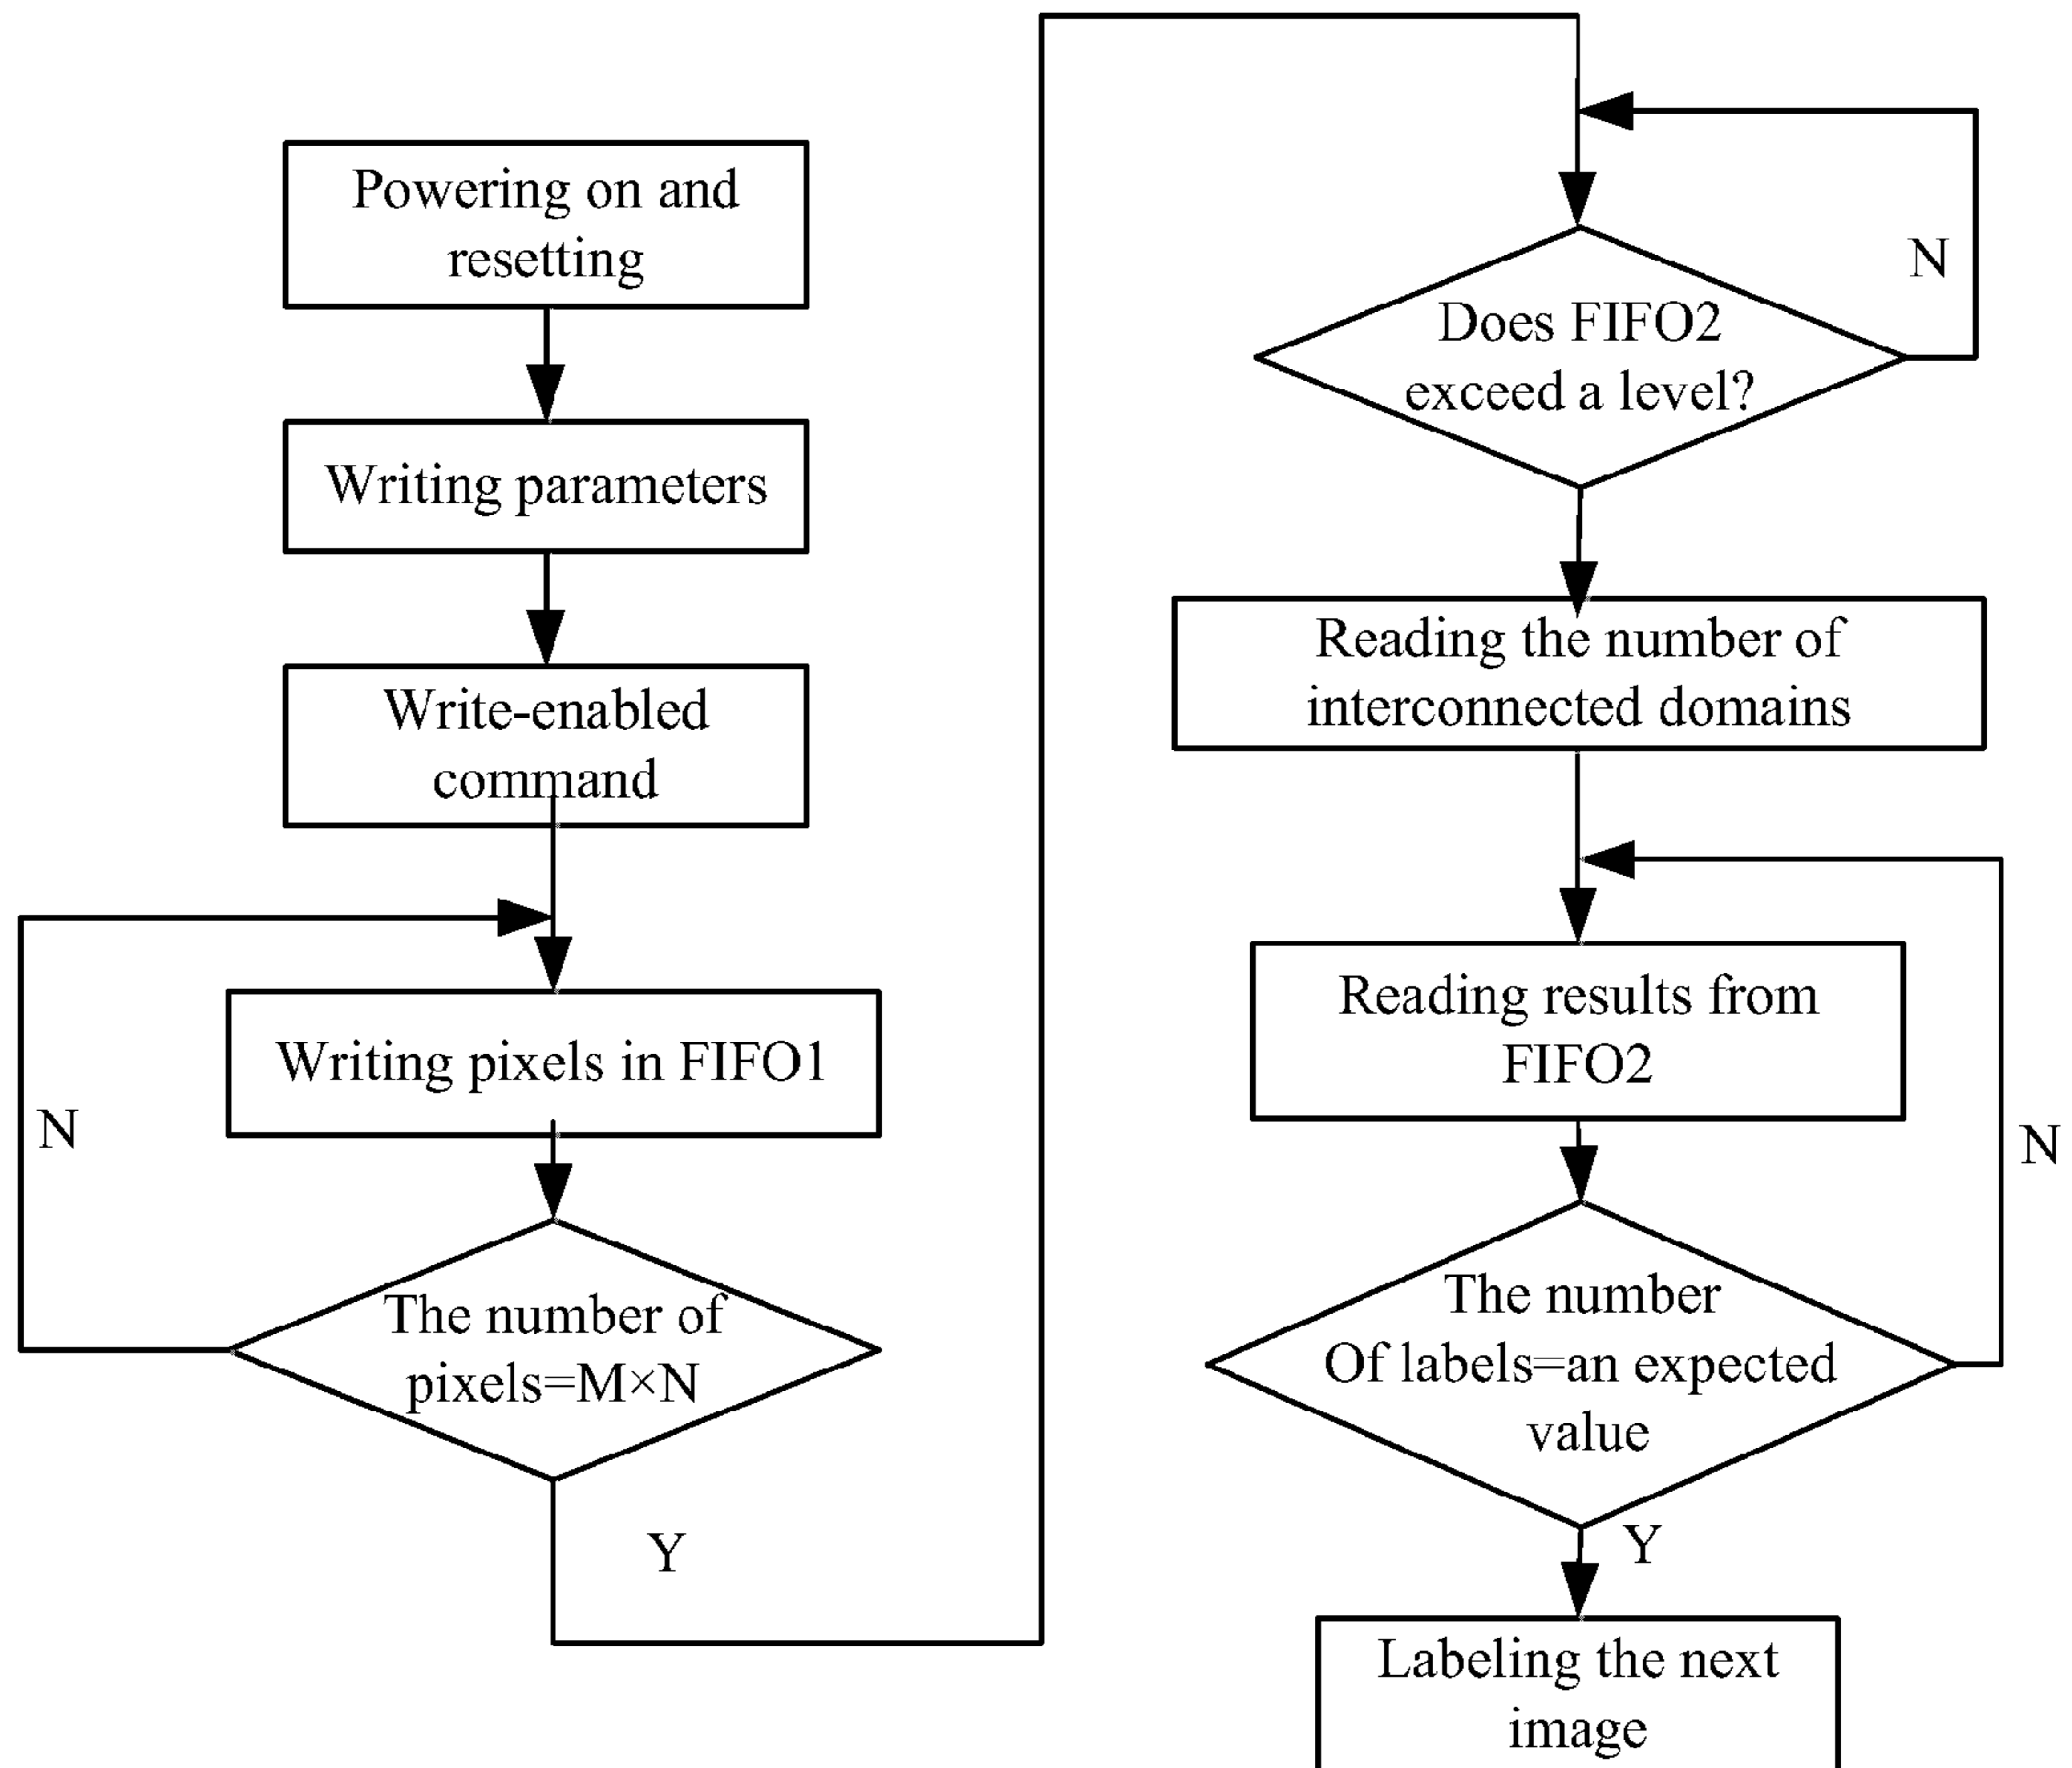 Powering on and
resetting
Writing parameters
Write-enabled
command
Writing pixels in FIFO1
N
The number of
pixels=M×N
Y
N
Does FIFO2
exceed a level?
Reading the number of
interconnected domains
Reading results from
FIFO2
N
The number
Of labels=an expected
value
Y
Labeling the next
image